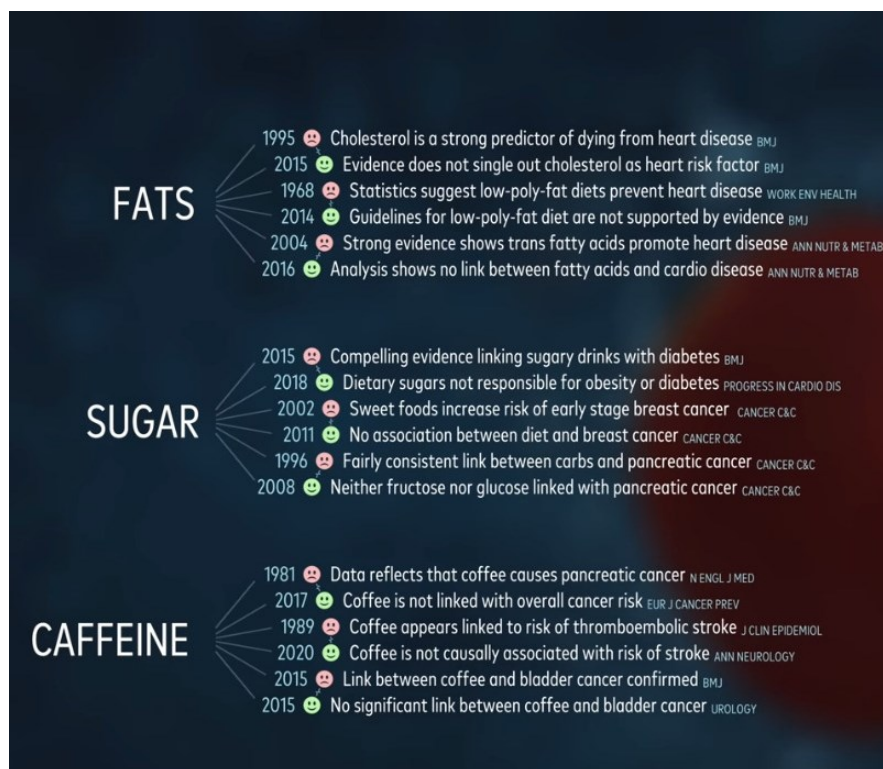 FATS
1995 Cholesterol is a strong predictor of dying from heart disease BMJ
2015 Evidence does not single out cholesterol as heart risk factor BMJ
1968 Statistics suggest low-poly-fat diets prevent heart disease WORK ENV HEALTH
2014 Guidelines for low-poly-fat diet are not supported by evidence BMJ
2004 Strong evidence shows trans fatty acids promote heart disease ANN NUTR & METAB
2016 Analysis shows no link between fatty acids and cardio disease ANN NUTR & METAB
SUGAR
2015 Compelling evidence linking sugary drinks with diabetes BMJ
2018 Dietary sugars not responsible for obesity or diabetes PROGRESS IN CARDIO DIS
2002 Sweet foods increase risk of early stage breast cancer CANCER C&C
2011 No association between diet and breast cancer CANCER C&C
1996 Fairly consistent link between carbs and pancreatic cancer CANCER C&C
2008 Neither fructose nor glucose linked with pancreatic cancer CANCER C&C
CAFFEINE
1981 Data reflects that coffee causes pancreatic cancer N ENGL J MED
2017 Coffee is not linked with overall cancer risk EUR J CANCER PREV
1989 Coffee appears linked to risk of thromboembolic stroke J CLIN EPIDEMIOL
2020 Coffee is not causally associated with risk of stroke ANN NEUROLOGY
2015 Link between coffee and bladder cancer confirmed BMJ
2015 No significant link between coffee and bladder cancer UROLOGY